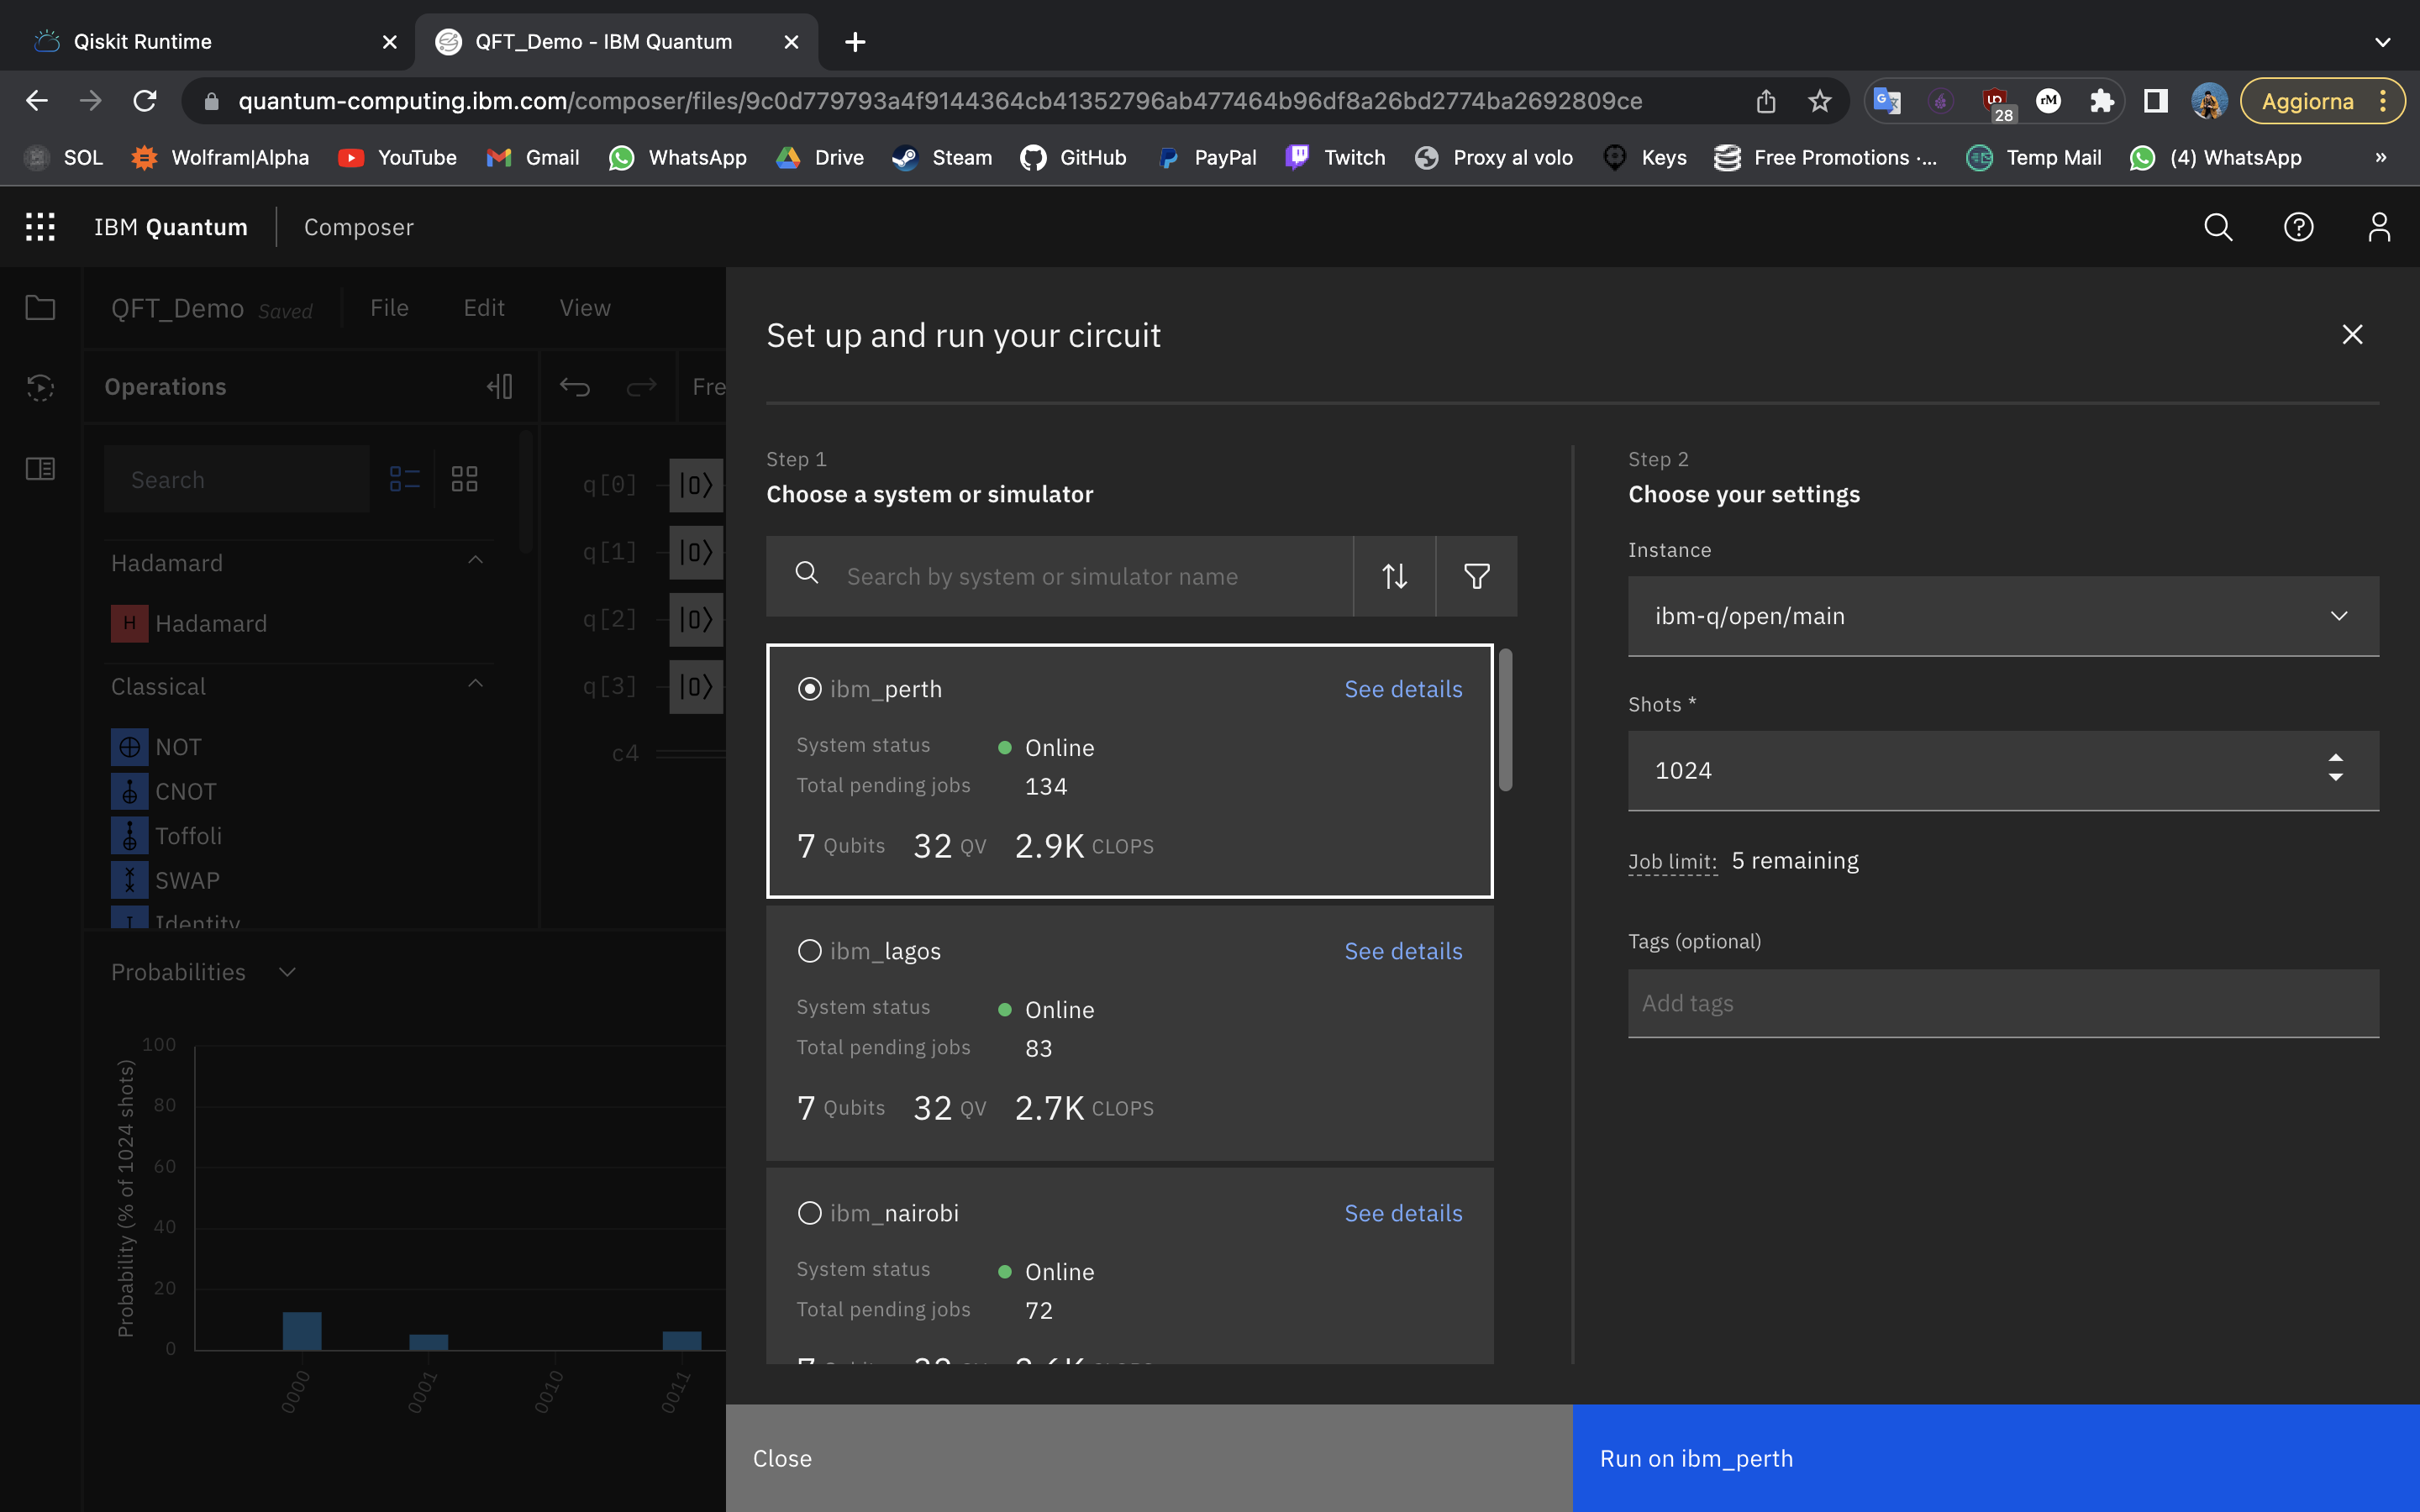 Qiskit Runtime
QFT_Demo - IBM Quantum
quantum-computing.ibm.com/composer/files/9c0d779793a4f9144364cb41352796ab477464b96df8a26bd2774ba2692809ce
28
rM
Aggiorna
SOL
Wolfram|Alpha
YouTube
Gmail
WhatsApp
Drive
Steam
GitHub
PayPal
Twitch
Proxy al volo
Keys
Free Promotions ·...
Temp Mail
(4) WhatsApp
»
IBM Quantum
Composer
QFT_Demo Saved
File
Edit
View
Operations
Fre
Search
Hadamard
H Hadamard
Classical
NOT
CNOT
Toffoli
SWAP
I Identity
q[0] |0⟩
q[1] |0⟩
q[2] |0⟩
q[3] |0⟩
c4
Probabilities
Probability (% of 1024 shots)
100
80
60
40
20
0
0000
0001
0010
0011
Set up and run your circuit
Step 1
Choose a system or simulator
Search by system or simulator name
ibm_perth
See details
System status Online
Total pending jobs 134
7 Qubits 32 QV 2.9K CLOPS
ibm_lagos
See details
System status Online
Total pending jobs 83
7 Qubits 32 QV 2.7K CLOPS
ibm_nairobi
See details
System status Online
Total pending jobs 72
7 Qubits 32 QV 2.6K CLOPS
Step 2
Choose your settings
Instance
ibm-q/open/main
Shots *
1024
Job limit: 5 remaining
Tags (optional)
Add tags
Close
Run on ibm_perth